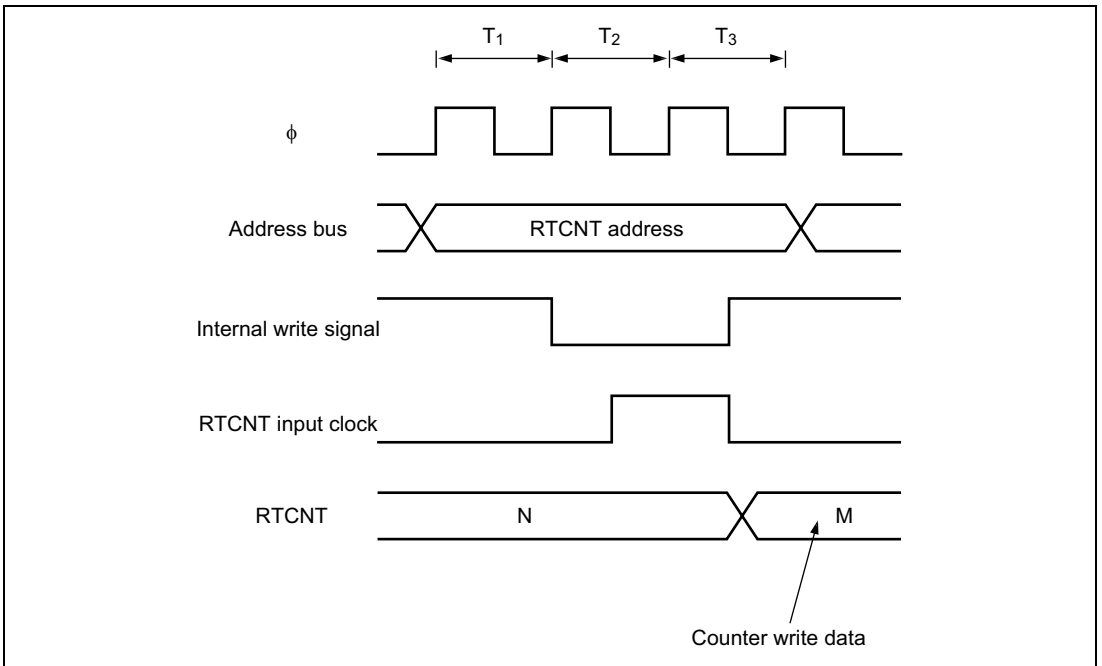 T1 T2 T3
ϕ
Address bus RTCNT address
Internal write signal
RTCNT input clock
RTCNT N M
Counter write data